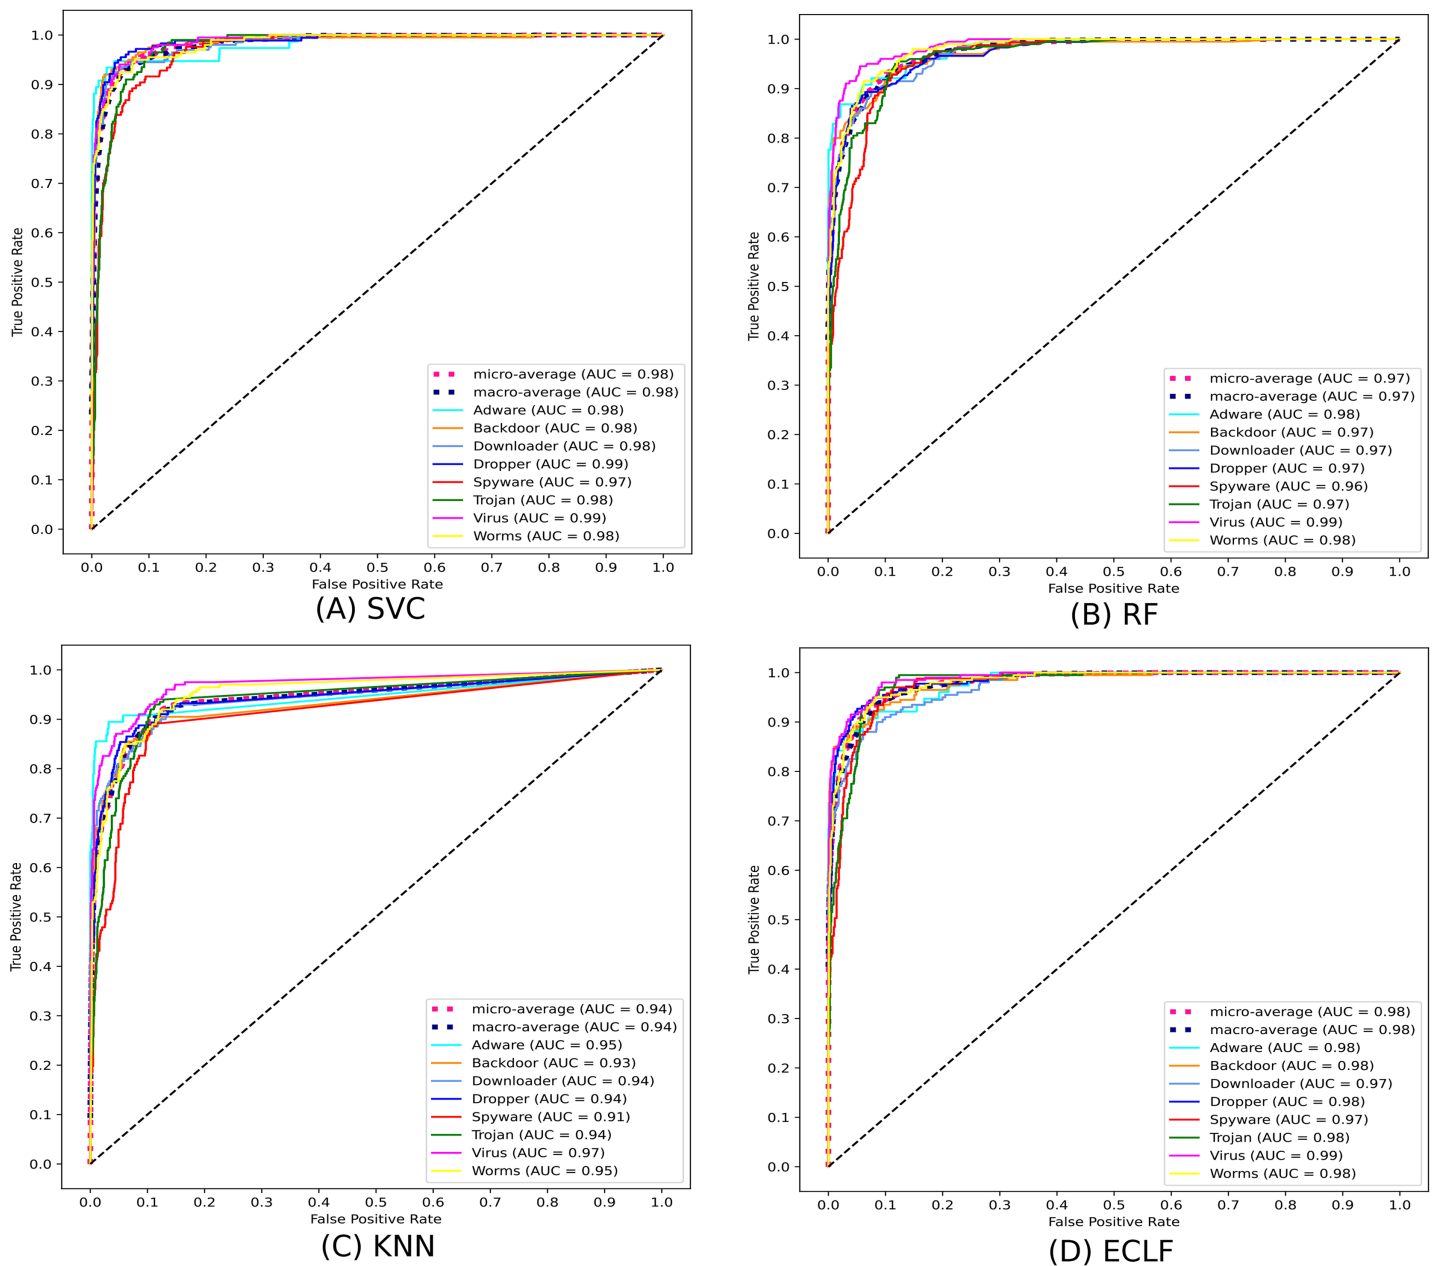 1.0
0.9
0.8
0.7
0.6
0.5
0.4
0.3
0.2
0.1
0.0
True Positive Rate
micro-average (AUC = 0.98)
macro-average (AUC = 0.98)
Adware (AUC = 0.98)
Backdoor (AUC = 0.98)
Downloader (AUC = 0.98)
Dropper (AUC = 0.99)
Spyware (AUC = 0.97)
Trojan (AUC = 0.98)
Virus (AUC = 0.99)
Worms (AUC = 0.98)
0.0 0.1 0.2 0.3 0.4 0.5 0.6 0.7 0.8 0.9 1.0
False Positive Rate
(A) SVC
1.0
0.9
0.8
0.7
0.6
0.5
0.4
0.3
0.2
0.1
0.0
True Positive Rate
micro-average (AUC = 0.97)
macro-average (AUC = 0.97)
Adware (AUC = 0.98)
Backdoor (AUC = 0.97)
Downloader (AUC = 0.97)
Dropper (AUC = 0.97)
Spyware (AUC = 0.96)
Trojan (AUC = 0.97)
Virus (AUC = 0.99)
Worms (AUC = 0.98)
0.0 0.1 0.2 0.3 0.4 0.5 0.6 0.7 0.8 0.9 1.0
False Positive Rate
(B) RF
1.0
0.9
0.8
0.7
0.6
0.5
0.4
0.3
0.2
0.1
0.0
True Positive Rate
micro-average (AUC = 0.94)
macro-average (AUC = 0.94)
Adware (AUC = 0.95)
Backdoor (AUC = 0.93)
Downloader (AUC = 0.94)
Dropper (AUC = 0.94)
Spyware (AUC = 0.91)
Trojan (AUC = 0.94)
Virus (AUC = 0.97)
Worms (AUC = 0.95)
0.0 0.1 0.2 0.3 0.4 0.5 0.6 0.7 0.8 0.9 1.0
False Positive Rate
(C) KNN
1.0
0.9
0.8
0.7
0.6
0.5
0.4
0.3
0.2
0.1
0.0
True Positive Rate
micro-average (AUC = 0.98)
macro-average (AUC = 0.98)
Adware (AUC = 0.98)
Backdoor (AUC = 0.98)
Downloader (AUC = 0.97)
Dropper (AUC = 0.98)
Spyware (AUC = 0.97)
Trojan (AUC = 0.98)
Virus (AUC = 0.99)
Worms (AUC = 0.98)
0.0 0.1 0.2 0.3 0.4 0.5 0.6 0.7 0.8 0.9 1.0
False Positive Rate
(D) ECLF